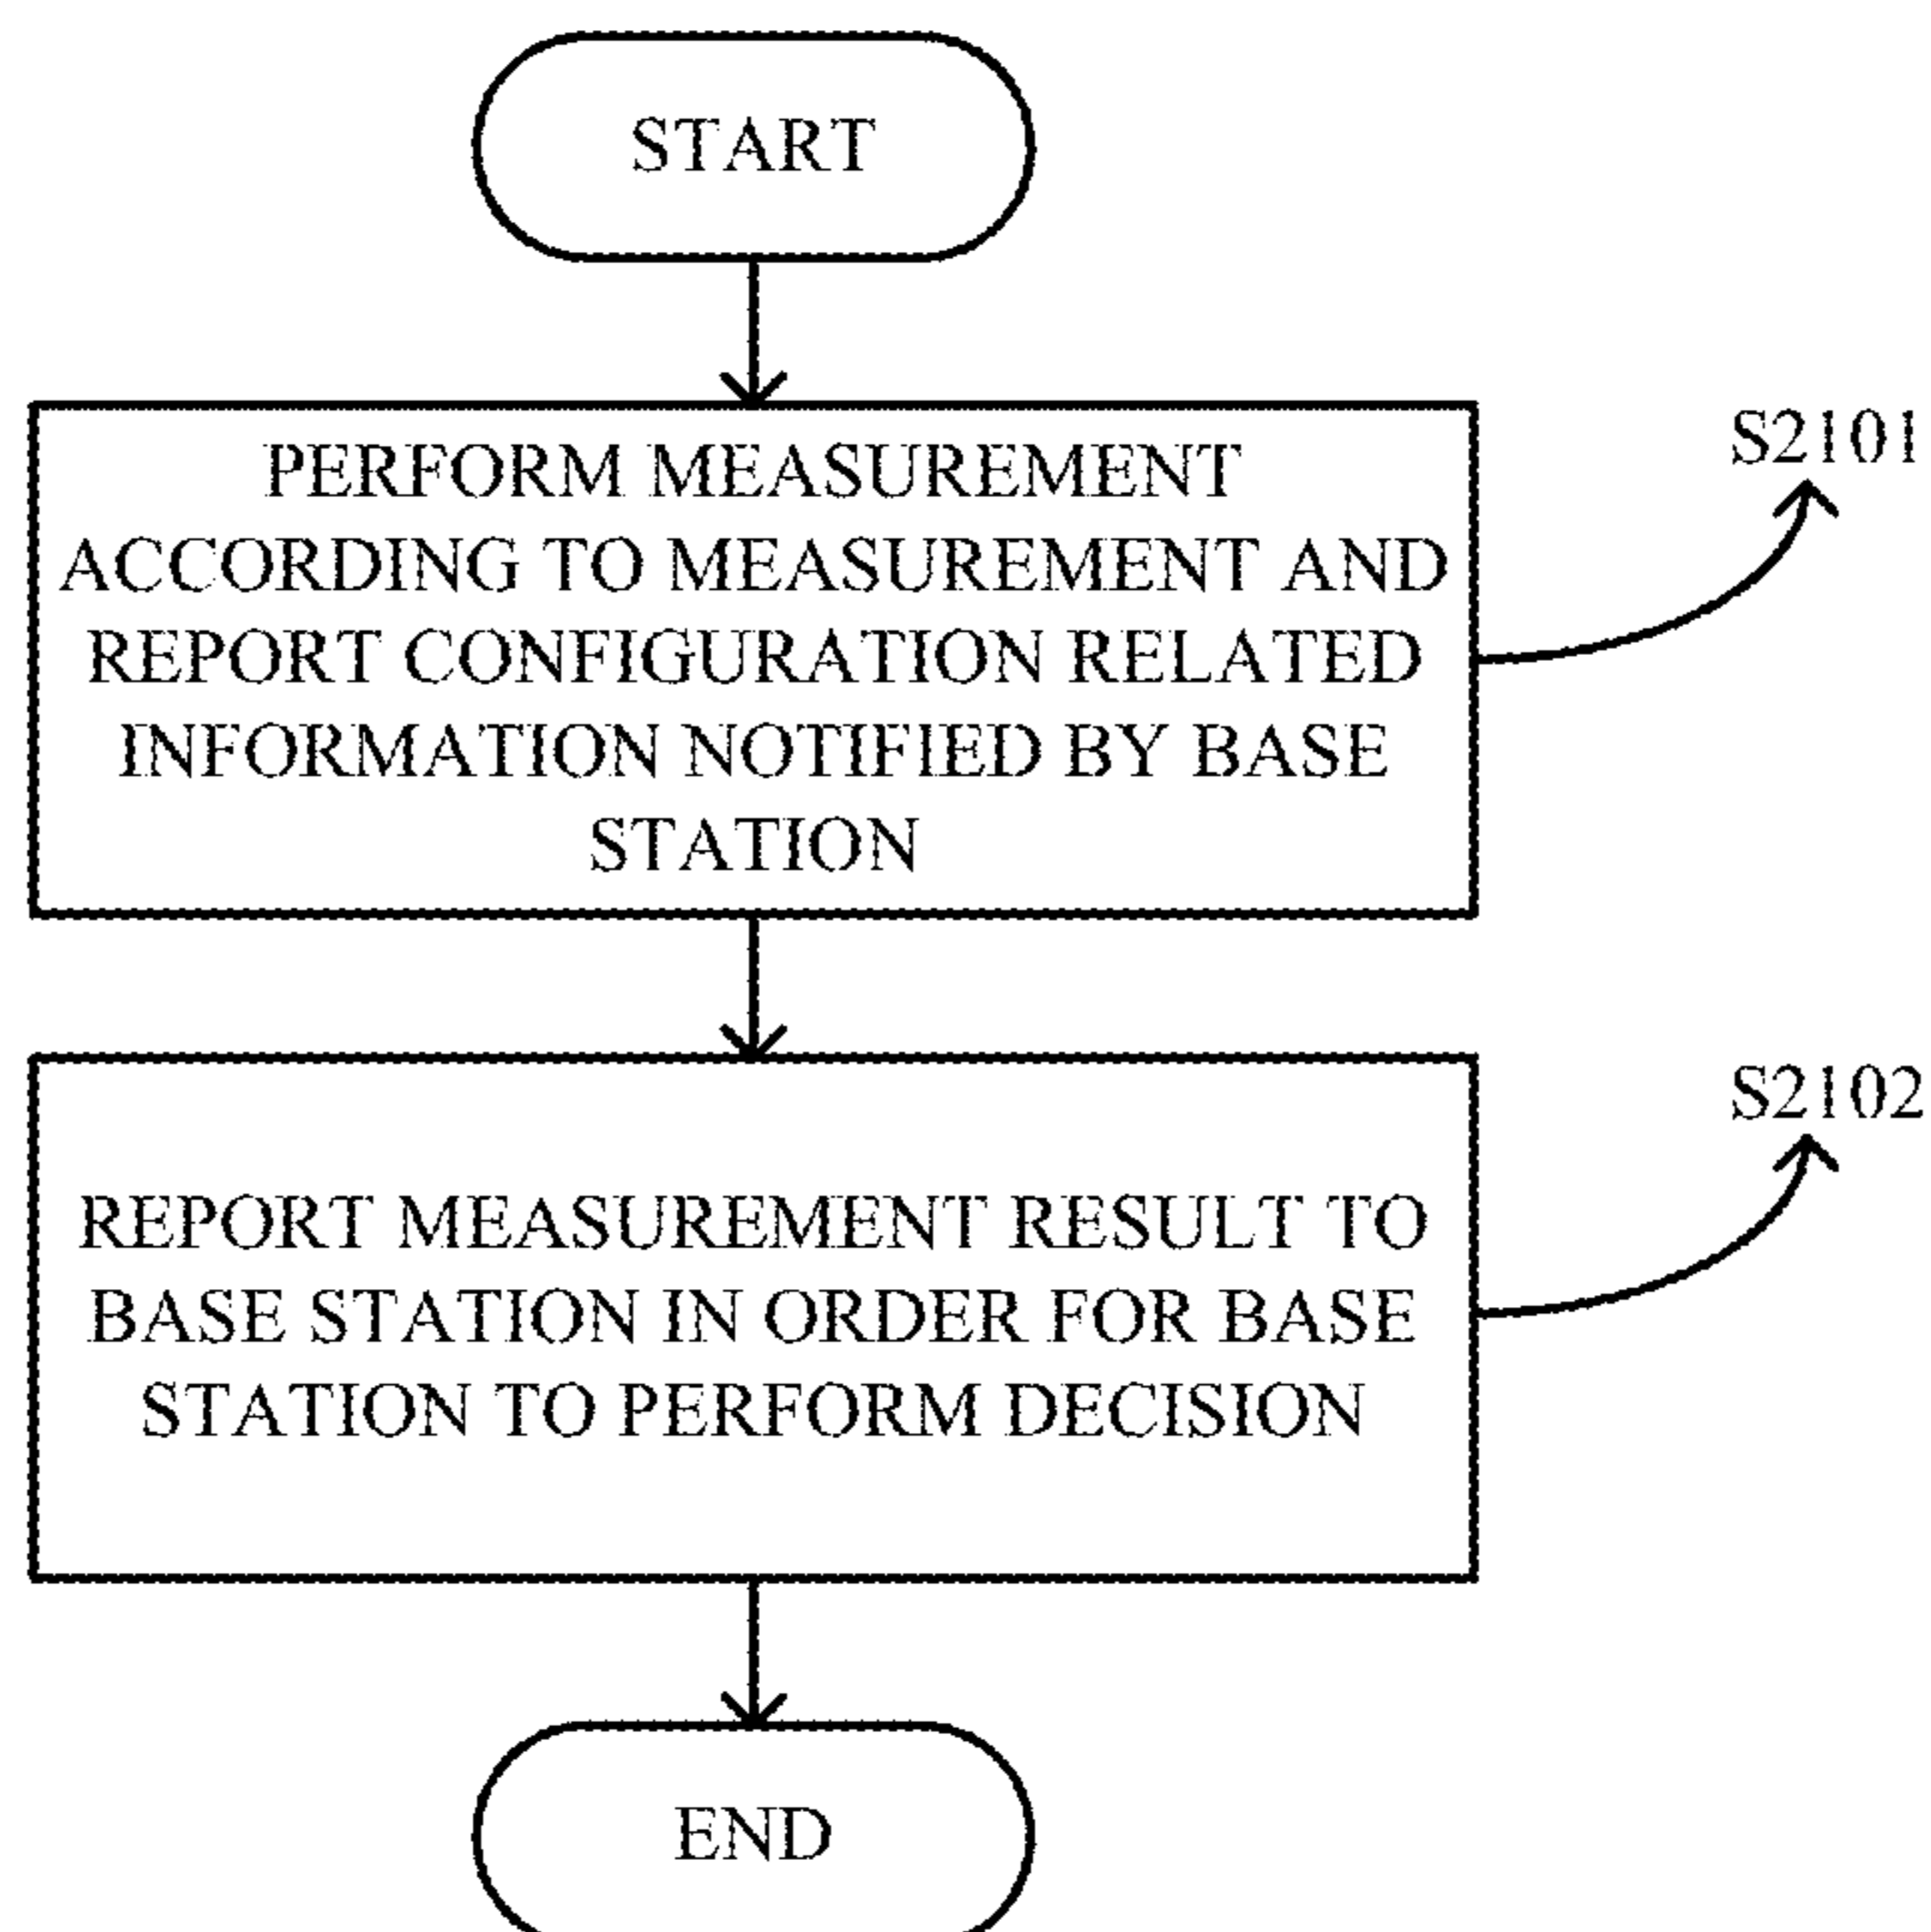 START
PERFORM MEASUREMENT
ACCORDING TO MEASUREMENT AND
REPORT CONFIGURATION RELATED
INFORMATION NOTIFIED BY BASE
STATION
S2101
REPORT MEASUREMENT RESULT TO
BASE STATION IN ORDER FOR BASE
STATION TO PERFORM DECISION
S2102
END